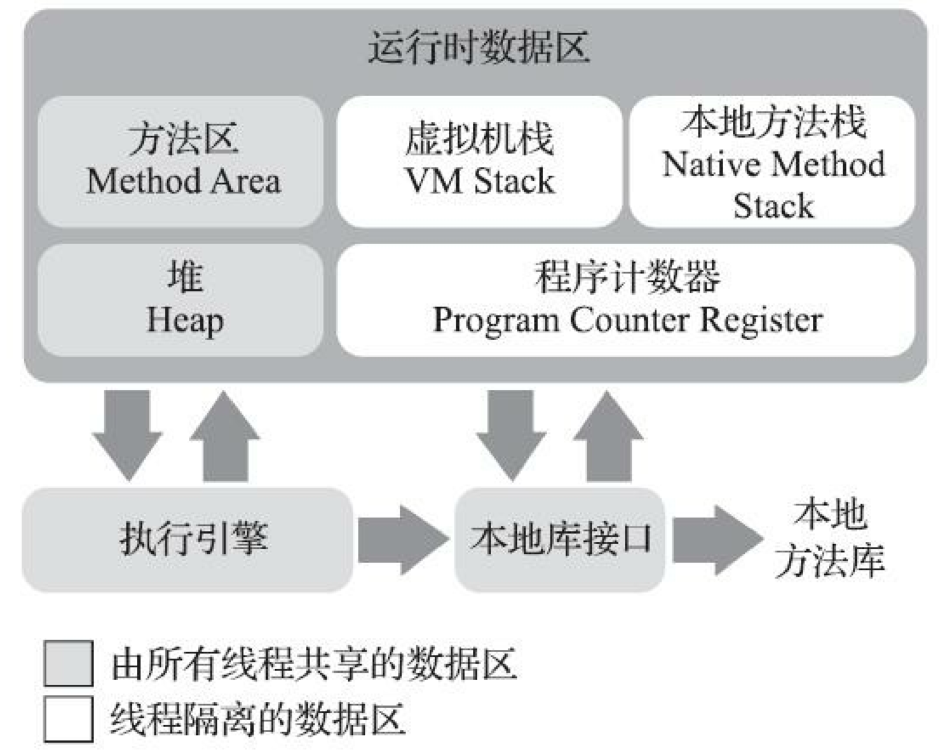 运行时数据区
方法区
Method Area
虚拟机栈
VM Stack
本地方法栈
Native Method
Stack
堆
Heap
程序计数器
Program Counter Register
执行引擎
本地库接口
本地
方法库
由所有线程共享的数据区
线程隔离的数据区